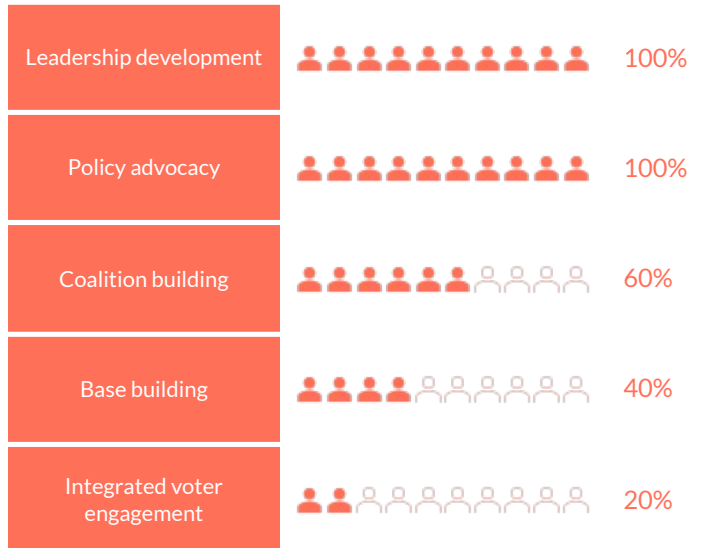 Leadership development
100%
Policy advocacy
100%
Coalition building
60%
Base building
40%
Integrated voter
engagement
20%